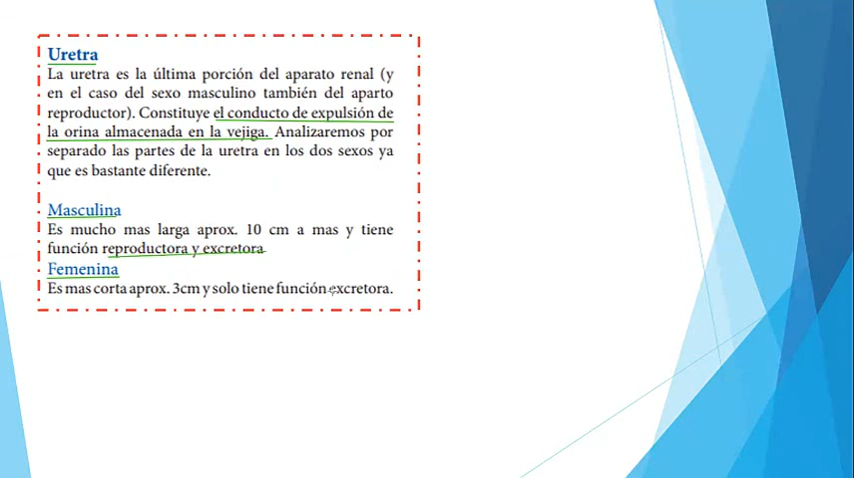 Uretra
La uretra es la última porción del aparato renal (y
en el caso del sexo masculino también del aparto
reproductor). Constituye el conducto de expulsión de
la orina almacenada en la vejiga. Analizaremos por
separado las partes de la uretra en los dos sexos ya
que es bastante diferente.
Masculina
Es mucho mas larga aprox. 10 cm a mas y tiene
función reproductora y excretora
Femenina
Es mas corta aprox. 3cm y solo tiene función excretora.